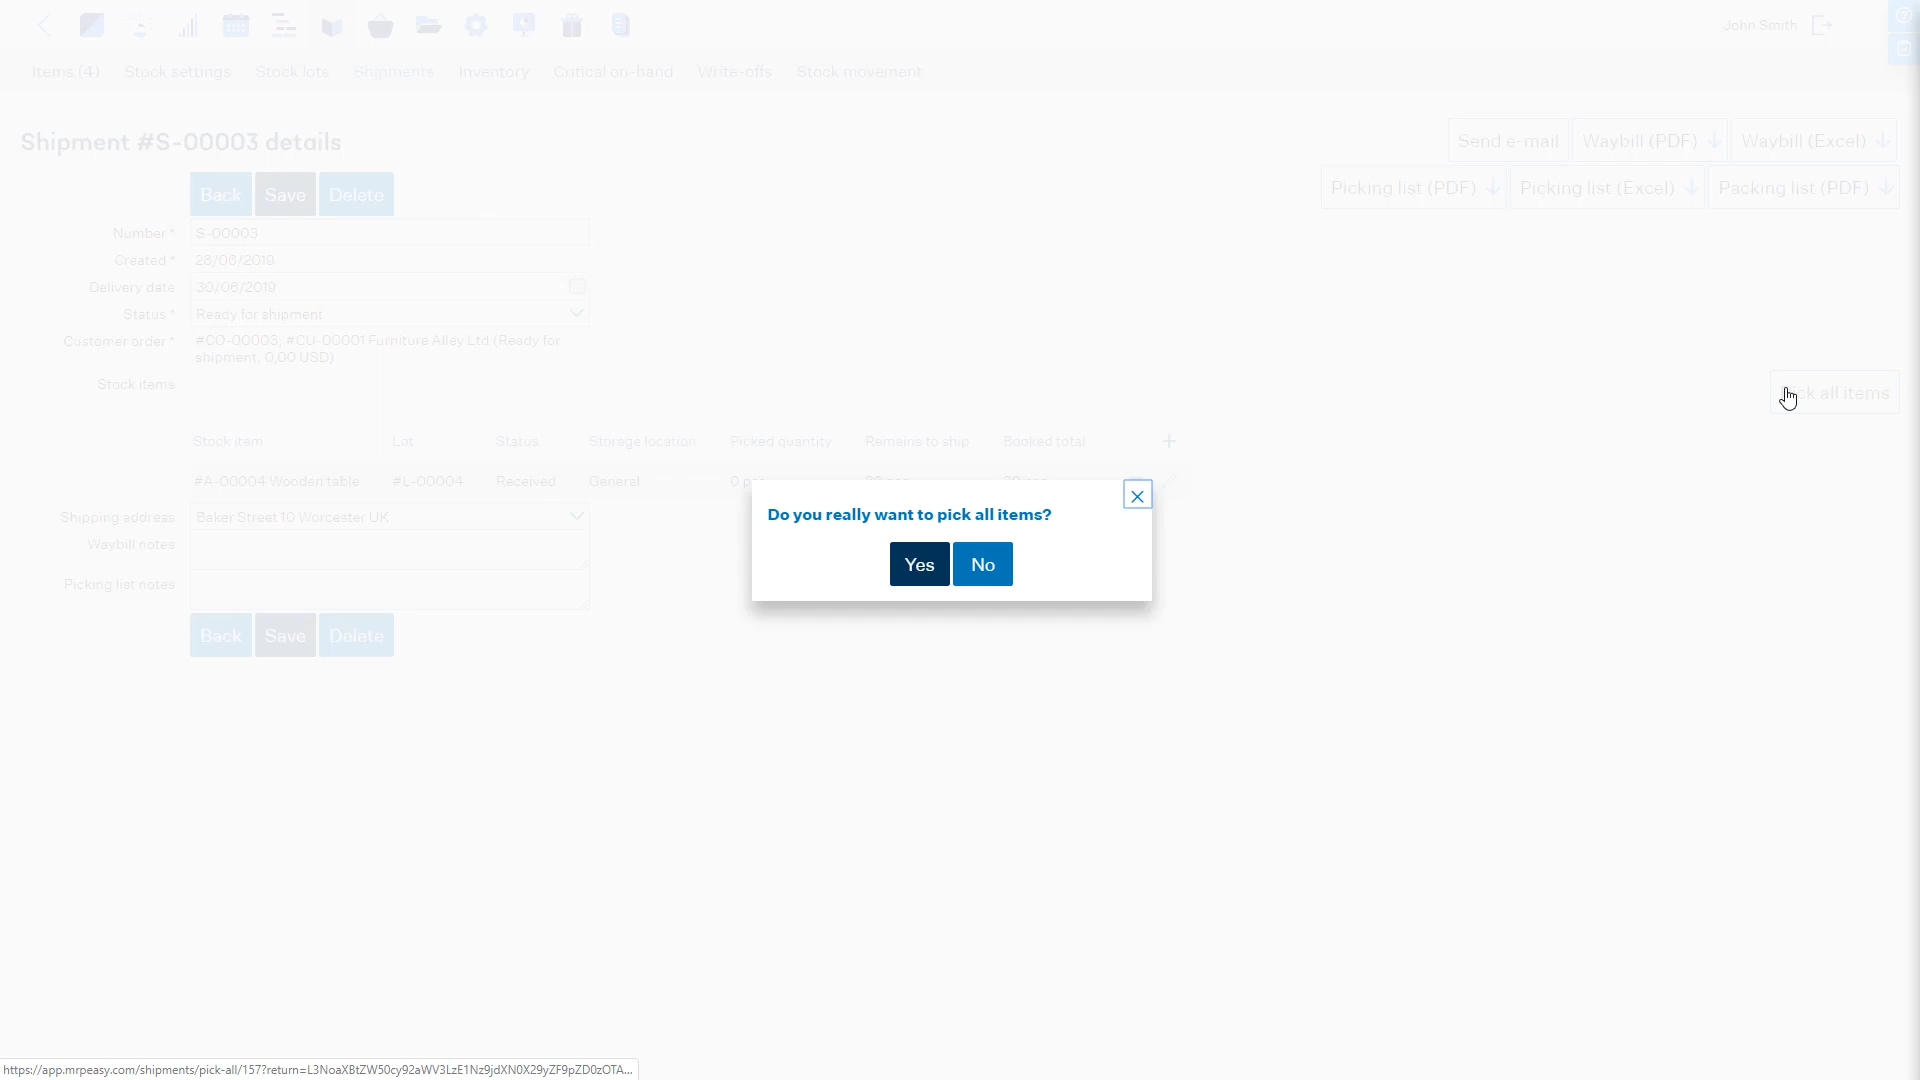 John Smith
Items (4) Stock settings Stock lots Shipments Inventory Critical on-hand Write-offs Stock movement
Shipment #S-00003 details
Send e-mail Waybill (PDF) Waybill (Excel)
Picking list (PDF) Picking list (Excel) Packing list (PDF)
Back Save Delete
Number * S-00003
Created * 28/06/2019
Delivery date 30/06/2019
Status * Ready for shipment
Customer order * #CO-00003, #CU-00001 Furniture Alley Ltd (Ready for
shipment, 0,00 USD)
Stock items
all items
Stock item Lot Status Storage location Picked quantity Remains to ship Booked total
#A-00004 Wooden table #L-00004 Received General 0
Do you really want to pick all items?
Yes No
Shipping address Baker Street 10 Worcester UK
Waybill notes
Picking list notes
Back Save Delete
https://app.mrpeasy.com/shipments/pick-all/157?return=L3NoaXBtZW50cy92aWV3LzE1Nz9jdXN0X29yZF9pZD0zOTA...